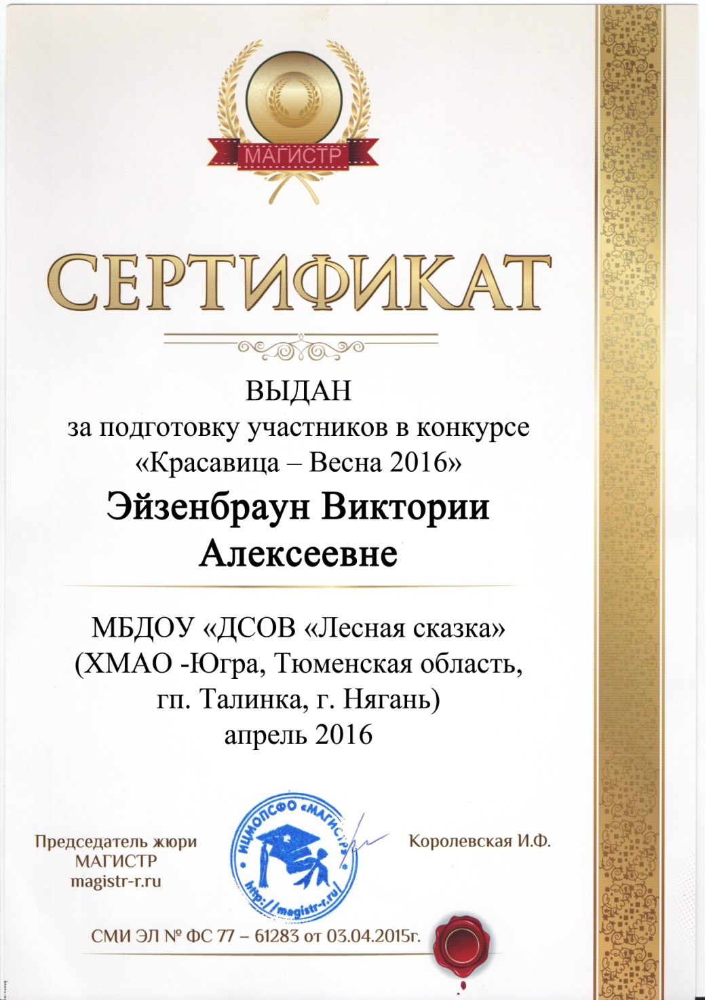 МАГИСТР
СЕРТИФИКАТ
ВЫДАН
за подготовку участников в конкурсе
«Красавица – Весна 2016»
Эйзенбраун Виктории
Алексеевне
МБДОУ «ДСОВ «Лесная сказка»
(ХМАО -Югра, Тюменская область,
гп. Талинка, г. Нягань)
апрель 2016
ИЦМОПСФО «МАГИСТР»
http://magistr-r.ru/
Председатель жюри
МАГИСТР
magistr-r.ru
Королевская И.Ф.
СМИ ЭЛ № ФС 77 – 61283 от 03.04.2015г.